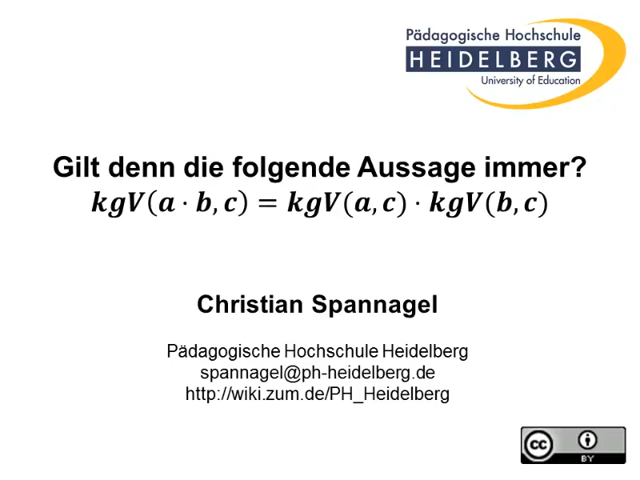 Pädagogische Hochschule
HEIDELBERG
University of Education
Gilt denn die folgende Aussage immer?
kgV(a · b, c) = kgV(a, c) · kgV(b, c)
Christian Spannagel
Pädagogische Hochschule Heidelberg
spannagel@ph-heidelberg.de
http://wiki.zum.de/PH_Heidelberg
cc
BY